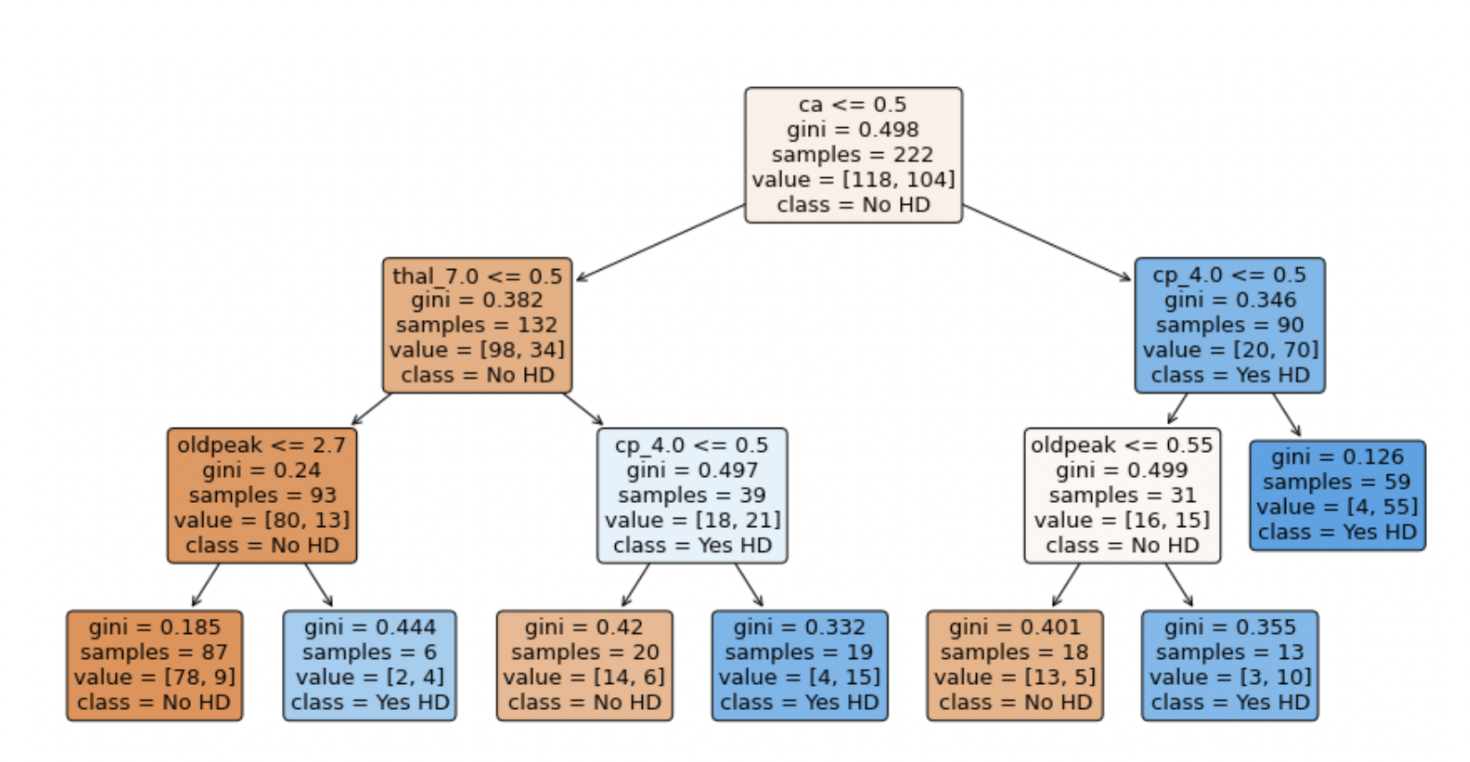 ca <= 0.5
gini = 0.498
samples = 222
value = [118, 104]
class = No HD
thal_7.0 <= 0.5
gini = 0.382
samples = 132
value = [98, 34]
class = No HD
cp_4.0 <= 0.5
gini = 0.346
samples = 90
value = [20, 70]
class = Yes HD
oldpeak <= 2.7
gini = 0.24
samples = 93
value = [80, 13]
class = No HD
cp_4.0 <= 0.5
gini = 0.497
samples = 39
value = [18, 21]
class = Yes HD
oldpeak <= 0.55
gini = 0.499
samples = 31
value = [16, 15]
class = No HD
gini = 0.126
samples = 59
value = [4, 55]
class = Yes HD
gini = 0.185
samples = 87
value = [78, 9]
class = No HD
gini = 0.444
samples = 6
value = [2, 4]
class = Yes HD
gini = 0.42
samples = 20
value = [14, 6]
class = No HD
gini = 0.332
samples = 19
value = [4, 15]
class = Yes HD
gini = 0.401
samples = 18
value = [13, 5]
class = No HD
gini = 0.355
samples = 13
value = [3, 10]
class = Yes HD